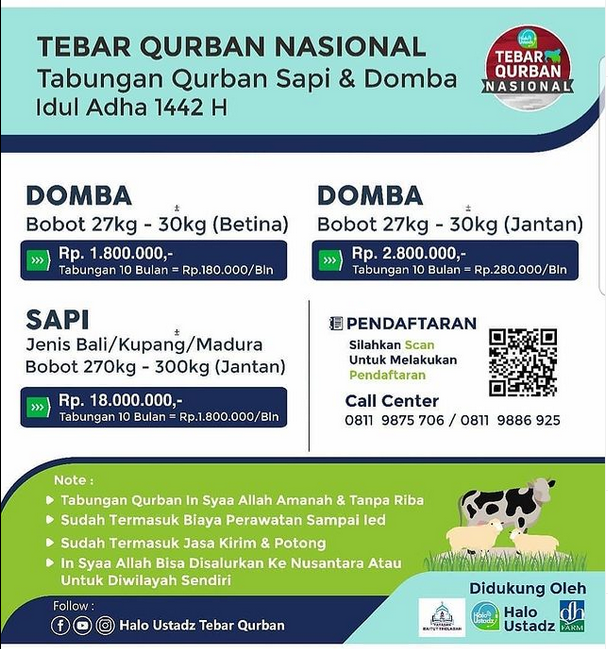 TEBAR QURBAN NASIONAL
Tabungan Qurban Sapi & Domba
Idul Adha 1442 H
Halo Ustadz
TEBAR
QURBAN
NASIONAL
DOMBA
±
Bobot 27kg - 30kg (Betina)
Rp. 1.800.000,-
Tabungan 10 Bulan = Rp.180.000/Bln
DOMBA
±
Bobot 27kg - 30kg (Jantan)
Rp. 2.800.000,-
Tabungan 10 Bulan = Rp.280.000/Bln
SAPI
±
Jenis Bali/Kupang/Madura
Bobot 270kg - 300kg (Jantan)
Rp. 18.000.000,-
Tabungan 10 Bulan = Rp.1.800.000/Bln
PENDAFTARAN
Silahkan Scan
Untuk Melakukan
Pendaftaran
Call Center
0811 9875 706 / 0811 9886 925
Note :
Tabungan Qurban In Syaa Allah Amanah & Tanpa Riba
Sudah Termasuk Biaya Perawatan Sampai Ied
Sudah Termasuk Jasa Kirim & Potong
In Syaa Allah Bisa Disalurkan Ke Nusantara Atau
Untuk Diwilayah Sendiri
Follow :
Halo Ustadz Tebar Qurban
Didukung Oleh
YAYASAN
Halo Ustadz
Halo
Ustadz
dh
FARM